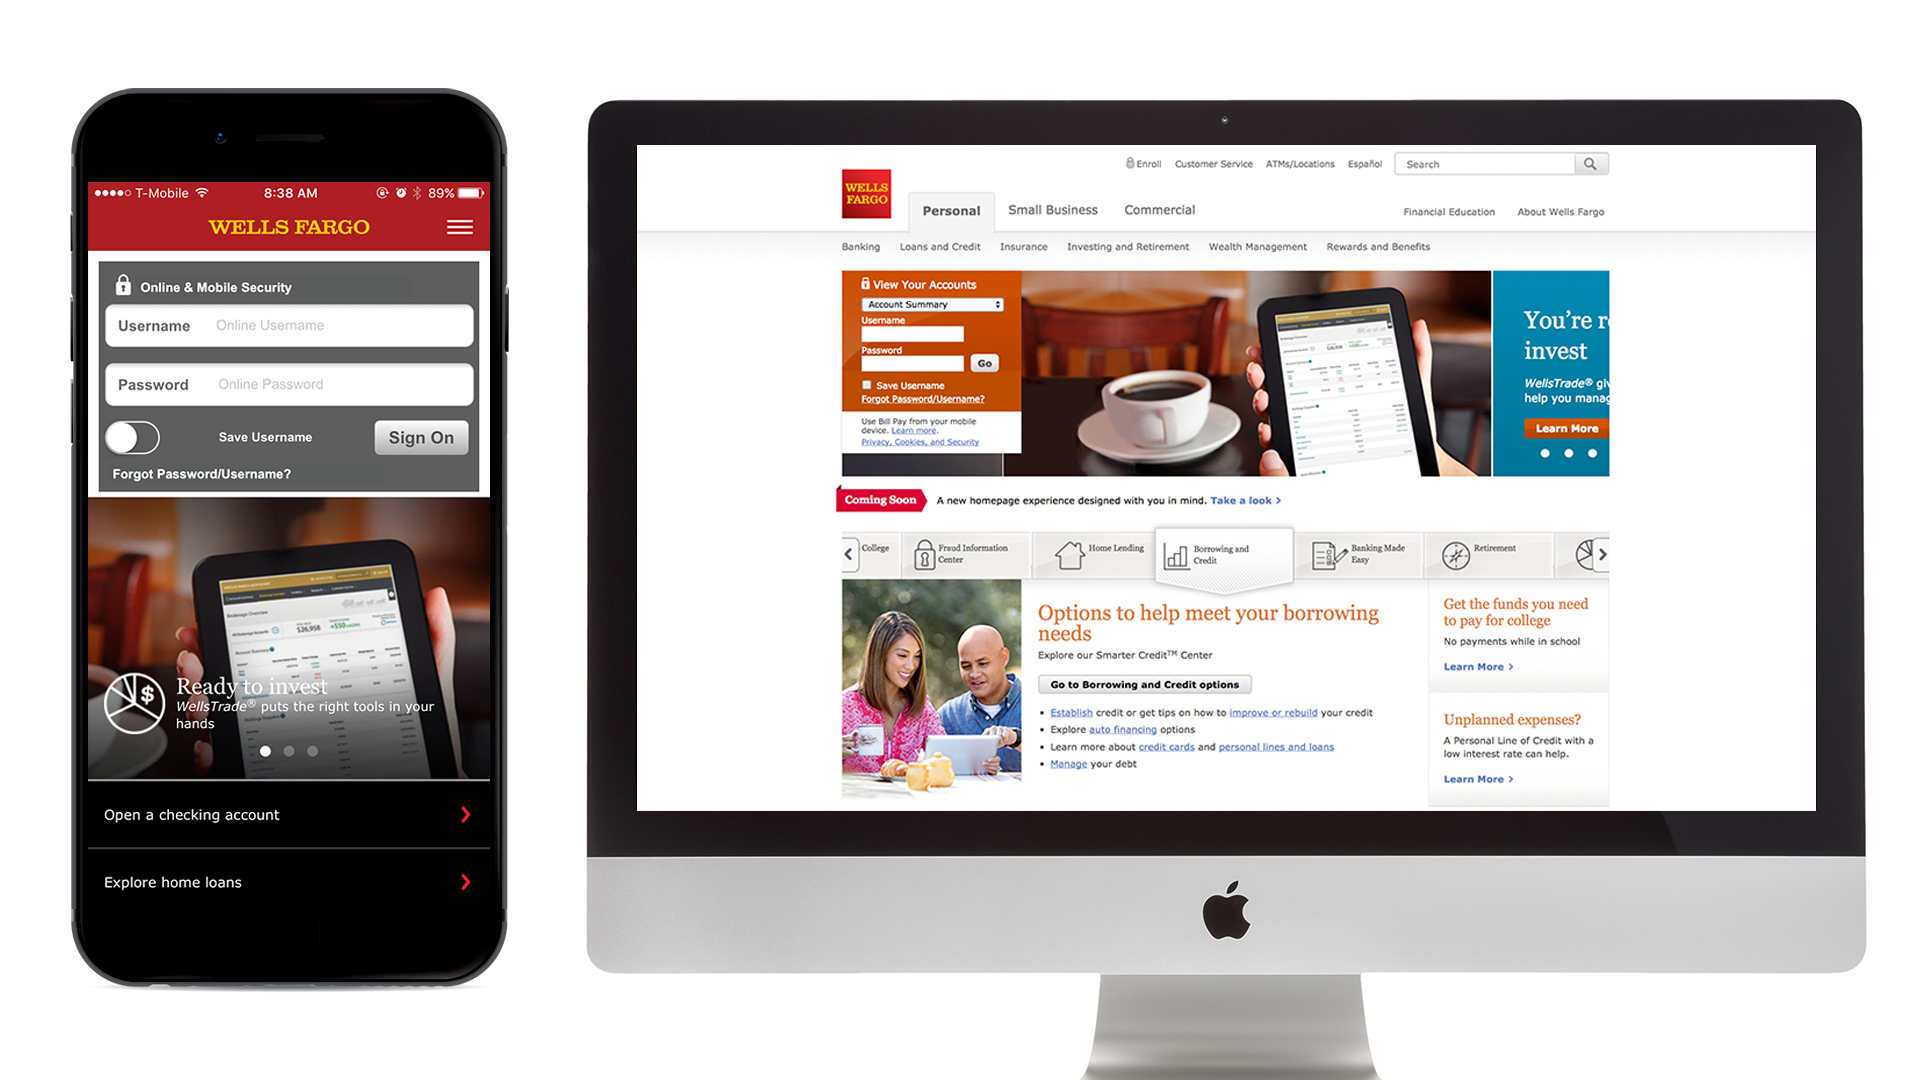 T-Mobile
8:38 AM
89%
WELLS FARGO
Online & Mobile Security
Username Online Username
Password Online Password
Save Username
Sign On
Forgot Password/Username?
$26,958
Ready to invest
WellsTrade® puts the right tools in your
hands
Open a checking account
Explore home loans
Enroll Customer Service ATMs/Locations Español Search
WELLS
FARGO
Personal Small Business Commercial
Financial Education About Wells Fargo
Banking Loans and Credit Insurance Investing and Retirement Wealth Management Rewards and Benefits
View Your Accounts
Account Summary
Username
Password
Go
Save Username
Forgot Password/Username?
Use Bill Pay from your mobile
device. Learn more.
Privacy, Cookies, and Security
You're r
invest
WellsTrade® giv
help you manag
Learn More
Coming Soon
A new homepage experience designed with you in mind. Take a look >
College
Fraud Information
Center
Home Lending
Borrowing and
Credit
Banking Made
Easy
Retirement
Options to help meet your borrowing
needs
Explore our Smarter Credit™ Center
Go to Borrowing and Credit options
• Establish credit or get tips on how to improve or rebuild your credit
• Explore auto financing options
• Learn more about credit cards and personal lines and loans
• Manage your debt
Get the funds you need
to pay for college
No payments while in school
Learn More >
Unplanned expenses?
A Personal Line of Credit with a
low interest rate can help.
Learn More >